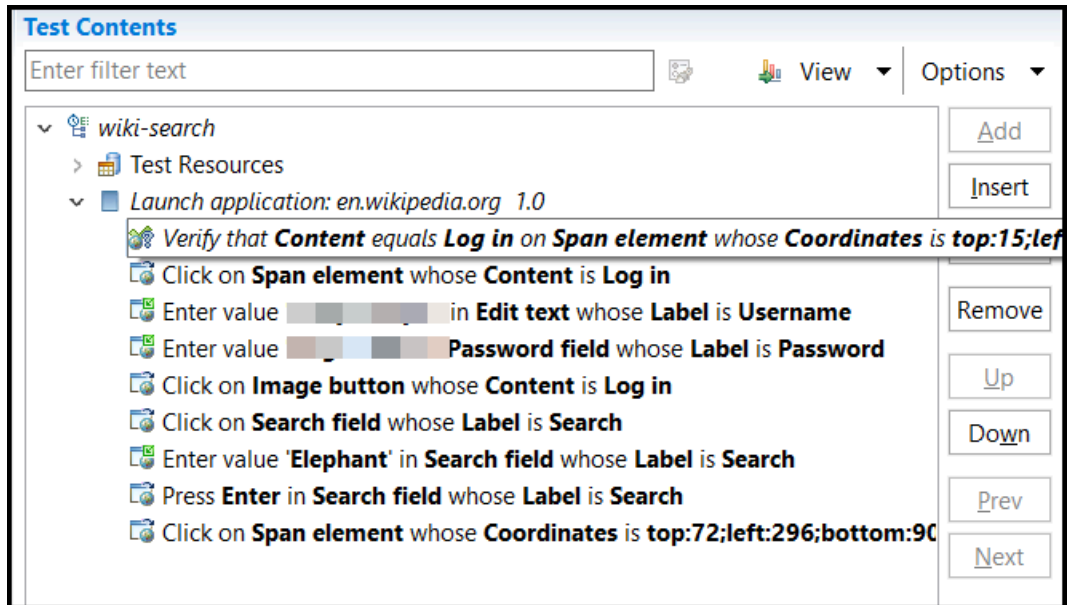 Test Contents
Enter filter text
View
Options
wiki-search
Add
Test Resources
Insert
Launch application: en.wikipedia.org 1.0
Verify that Content equals Log in on Span element whose Coordinates is top:15;lef
Click on Span element whose Content is Log in
Enter value in Edit text whose Label is Username
Remove
Enter value Password field whose Label is Password
Click on Image button whose Content is Log in
Up
Click on Search field whose Label is Search
Down
Enter value 'Elephant' in Search field whose Label is Search
Press Enter in Search field whose Label is Search
Prev
Click on Span element whose Coordinates is top:72;left:296;bottom:90
Next